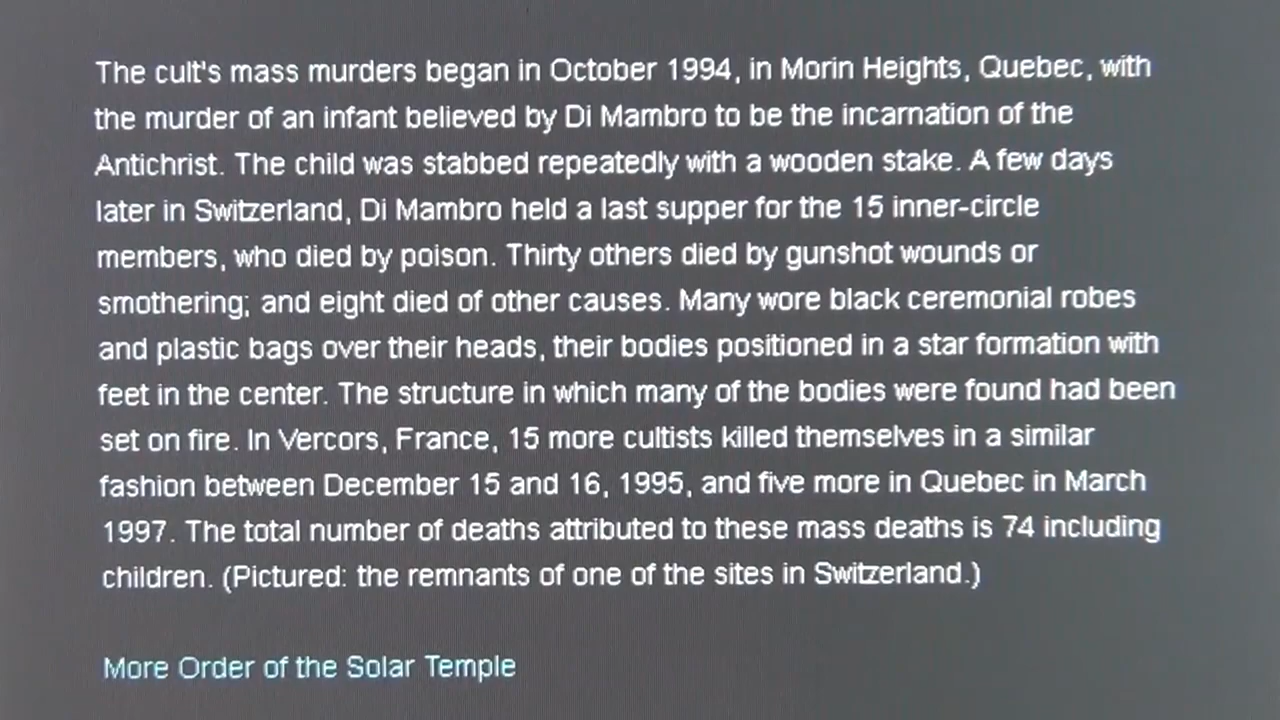 The cult's mass murders began in October 1994, in Morin Heights, Quebec, with
the murder of an infant believed by Di Mambro to be the incarnation of the
Antichrist. The child was stabbed repeatedly with a wooden stake. A few days
later in Switzerland, Di Mambro held a last supper for the 15 inner-circle
members, who died by poison. Thirty others died by gunshot wounds or
smothering; and eight died of other causes. Many wore black ceremonial robes
and plastic bags over their heads, their bodies positioned in a star formation with
feet in the center. The structure in which many of the bodies were found had been
set on fire. In Vercors, France, 15 more cultists killed themselves in a similar
fashion between December 15 and 16, 1995, and five more in Quebec in March
1997. The total number of deaths attributed to these mass deaths is 74 including
children. (Pictured: the remnants of one of the sites in Switzerland.)
More Order of the Solar Temple